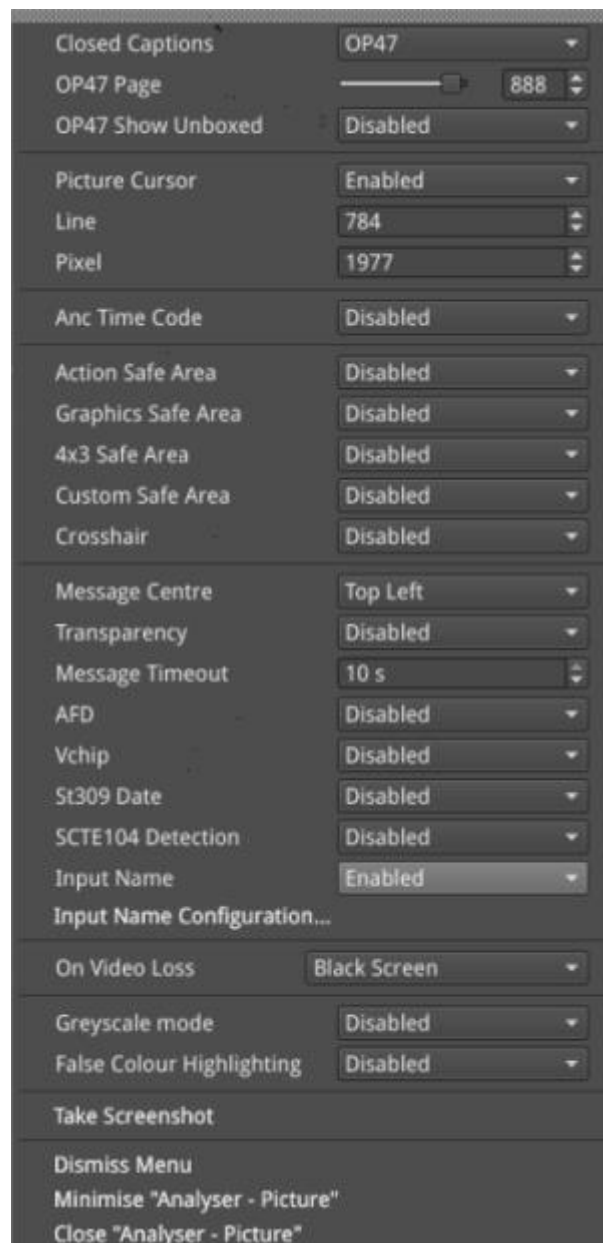 Closed Captions OP47
OP47 Page 888
OP47 Show Unboxed Disabled
Picture Cursor Enabled
Line 784
Pixel 1977
Anc Time Code Disabled
Action Safe Area Disabled
Graphics Safe Area Disabled
4x3 Safe Area Disabled
Custom Safe Area Disabled
Crosshair Disabled
Message Centre Top Left
Transparency Disabled
Message Timeout 10 s
AFD Disabled
Vchip Disabled
St309 Date Disabled
SCTE104 Detection Disabled
Input Name Enabled
Input Name Configuration...
On Video Loss Black Screen
Greyscale mode Disabled
False Colour Highlighting Disabled
Take Screenshot
Dismiss Menu
Minimise "Analyser - Picture"
Close "Analyser - Picture"